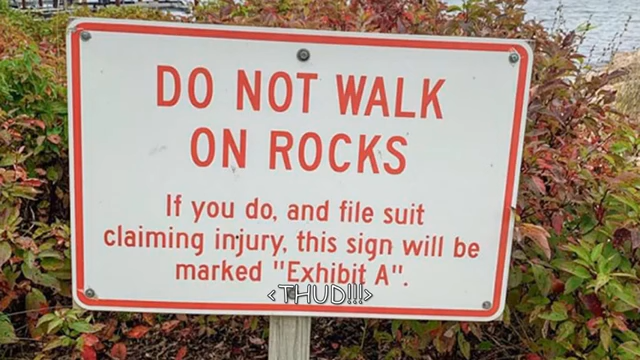 DO NOT WALK
ON ROCKS
If you do, and file suit
claiming injury, this sign will be
marked "Exhibit A".
<THUD!!!>